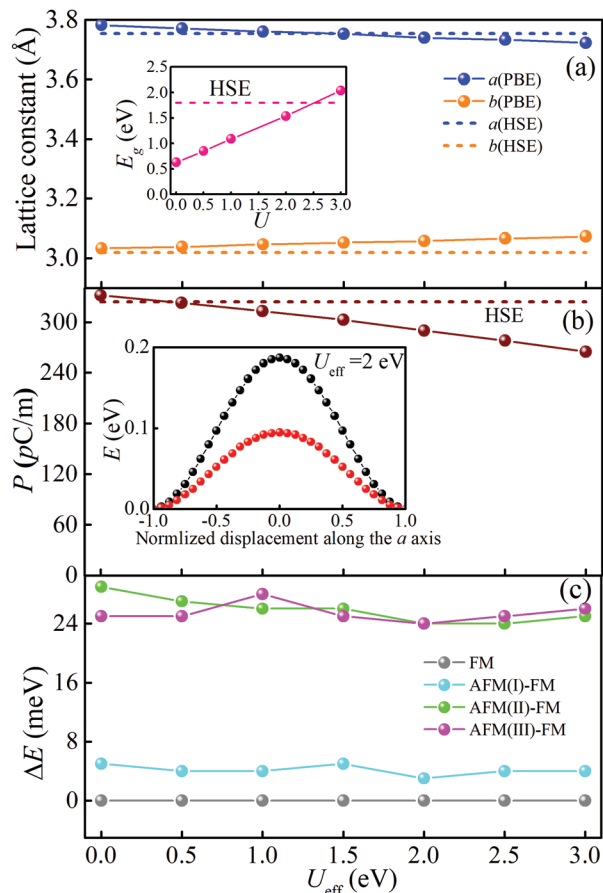 3.8
3.6
3.4
3.2
3.0
Lattice constant (Å)
(a)
a(PBE)
b(PBE)
a(HSE)
b(HSE)
2.5
2.0
1.5
1.0
0.5
0.0
E_g (eV)
HSE
0.0 0.5 1.0 2.0 3.0
U
300
240
180
120
60
0
P (pC/m)
(b)
HSE
0.2
0.1
0.0
E (eV)
U_eff =2 eV
-1.0 -0.5 0.0 0.5 1.0
Normlized displacement along the a axis
24
16
8
0
ΔE (meV)
(c)
FM
AFM(I)-FM
AFM(II)-FM
AFM(III)-FM
0.0 0.5 1.0 1.5 2.0 2.5 3.0
U_eff (eV)